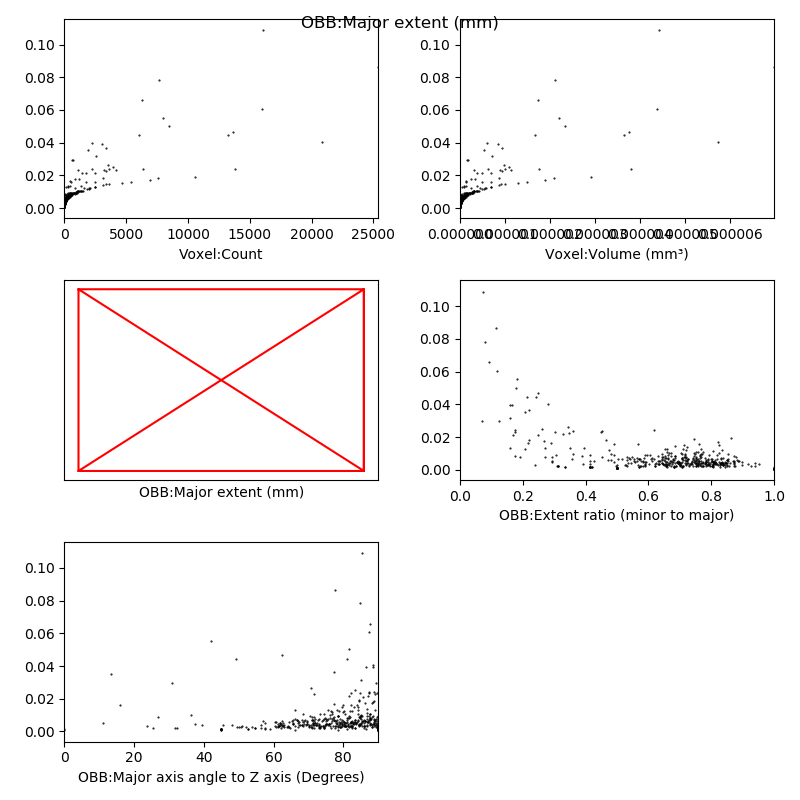 OBB:Major extent (mm)
0.10
0.08
0.06
0.04
0.02
0.00
0 5000 10000 15000 20000 25000
Voxel:Count
0.10
0.08
0.06
0.04
0.02
0.00
Voxel:Volume (mm³)
OBB:Major extent (mm)
0.10
0.08
0.06
0.04
0.02
0.00
0.0 0.2 0.4 0.6 0.8 1.0
OBB:Extent ratio (minor to major)
0.10
0.08
0.06
0.04
0.02
0.00
0 20 40 60 80
OBB:Major axis angle to Z axis (Degrees)